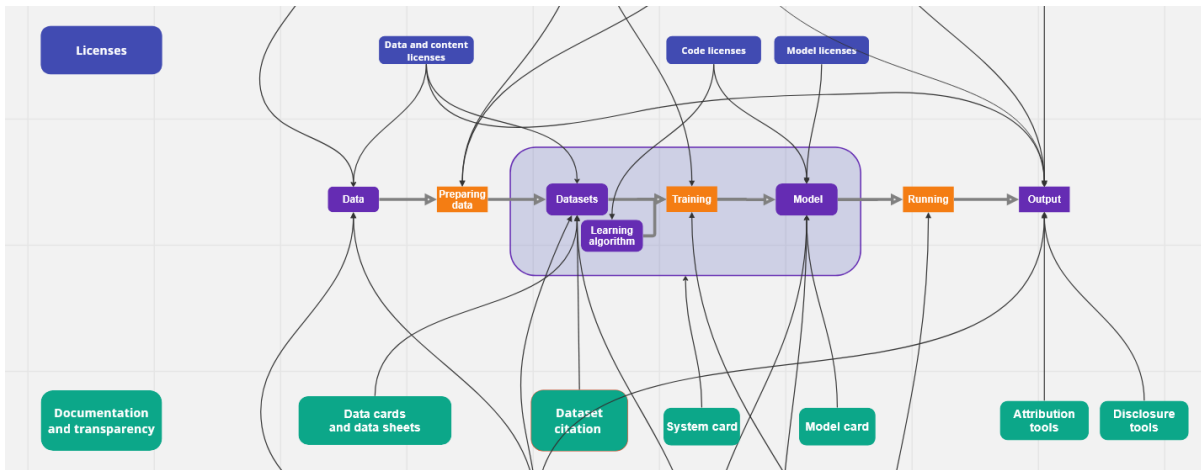 Licenses
Data and content
licenses
Code licenses
Model licenses
Data
Preparing
data
Datasets
Learning
algorithm
Training
Model
Running
Output
Documentation
and transparency
Data cards
and data sheets
Dataset
citation
System card
Model card
Attribution
tools
Disclosure
tools